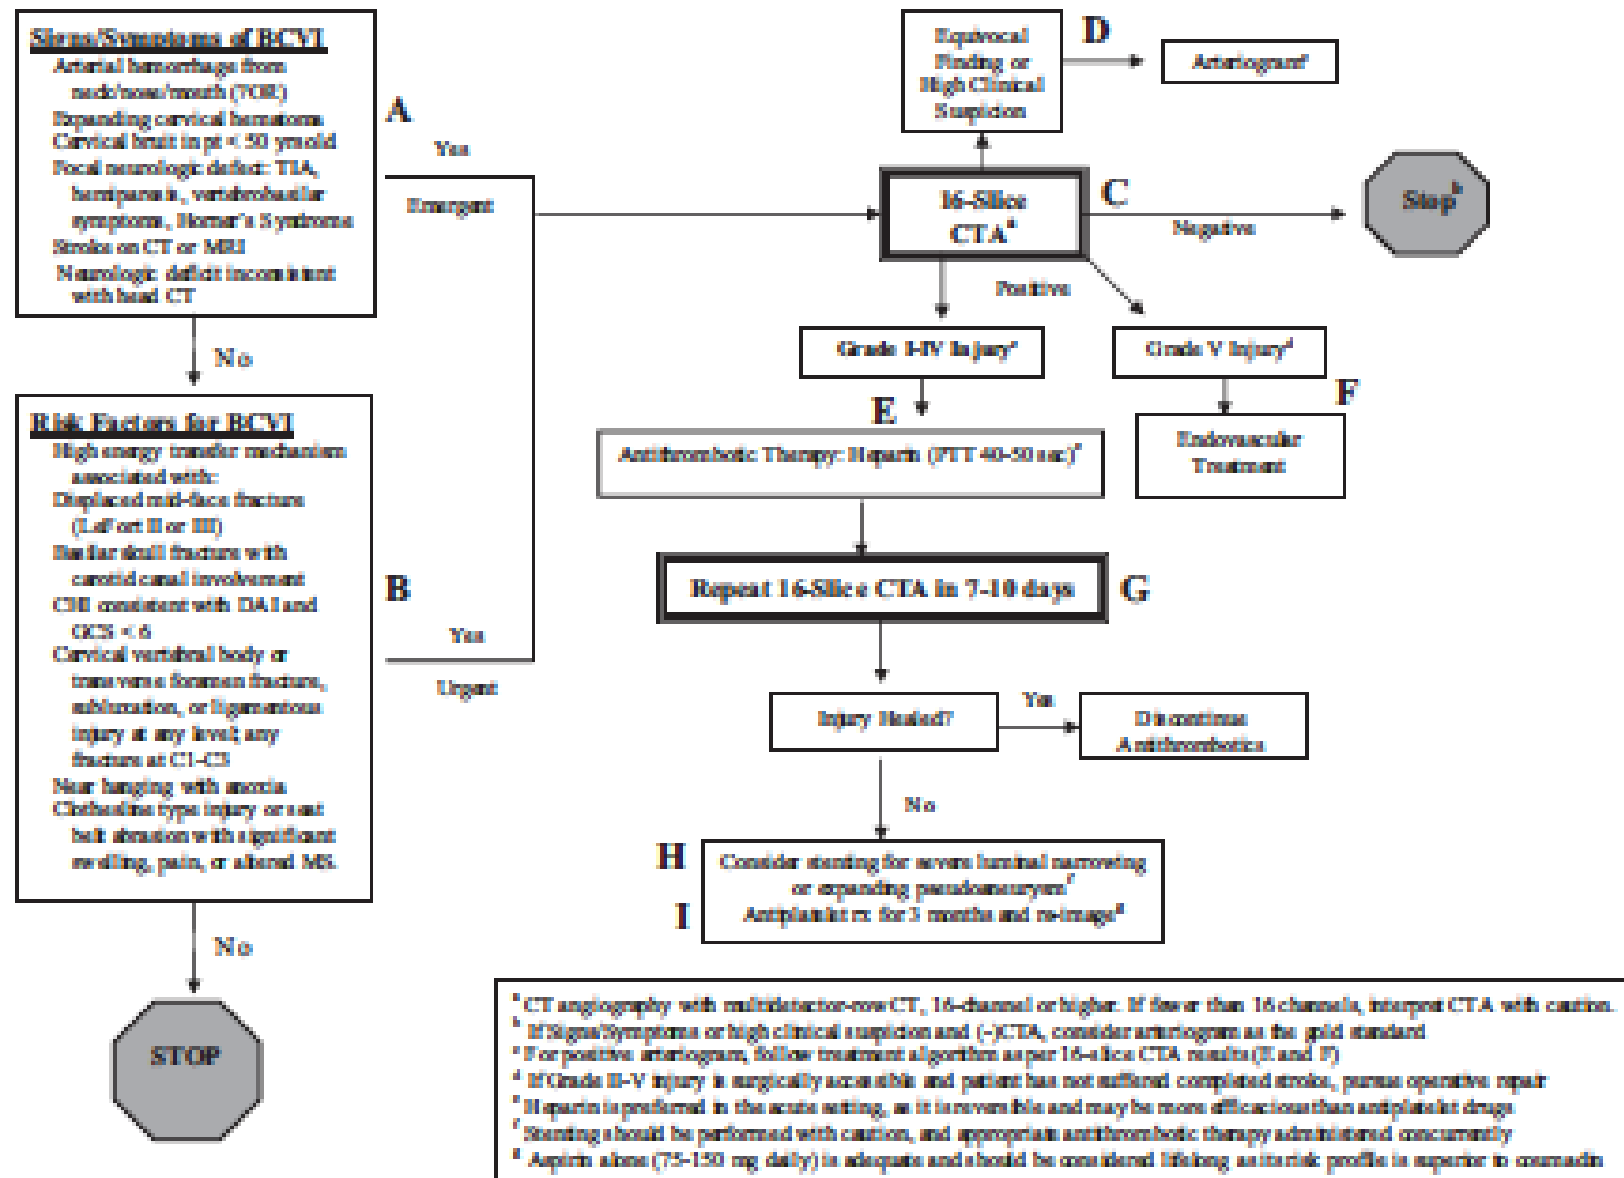 Signs/Symptoms of BCVI
Arterial hemorrhage from
neck/nose/mouth (?OR)
Expanding cervical hematoma
Cervical bruit in pt < 50 yrs old
Focal neurologic defect: TIA,
hemiparesis, vertebrobasilar
symptoms, Horner's Syndrome
Stroke on CT or MRI
Neurologic deficit inconsistent
with head CT
No
Risk Factors for BCVI
High energy transfer mechanism
associated with:
Displaced mid-face fracture
(LeFort II or III)
Basilar skull fracture with
carotid canal involvement
CHI consistent with DAI and
GCS < 6
Cervical vertebral body or
transverse foramen fracture,
subluxation, or ligamentous
injury at any level; any
fracture at C1-C3
Near hanging with anoxia
Clothesline type injury or seat
belt abrasion with significant
swelling, pain, or altered MS.
No
STOP
A
Yes
Emergent
B
Yes
Urgent
Equivocal
Finding or
High Clinical
Suspicion
D
Arteriogram
16-Slice
CTA
C
Negative
Stop
Positive
Grade I-IV Injury
Grade V Injury
E
F
Antithrombotic Therapy: Heparin (PTT 40-50 sec)
Endovascular
Treatment
Repeat 16-Slice CTA in 7-10 days
G
Injury Healed?
Yes
Discontinue
Antithrombotics
No
H
Consider stenting for severe luminal narrowing
or expanding pseudoaneurysm
I
Antiplatelet rx for 3 months and re-image
CT angiography with multidetector-row CT, 16-channel or higher. If fewer than 16 channels, interpret CTA with caution.
If Signs/Symptoms or high clinical suspicion and (-)CTA, consider arteriogram as the gold standard
For positive arteriogram, follow treatment algorithm as per 16-slice CTA results (E and F)
If Grade II-V injury is surgically accessible and patient has not suffered completed stroke, pursue operative repair
Heparin is preferred in the acute setting, as it is reversible and may be more efficacious than antiplatelet drugs
Stenting should be performed with caution, and appropriate antithrombotic therapy administered concurrently
Aspirin alone (75-150 mg daily) is adequate and should be considered lifelong as its risk profile is superior to coumadin